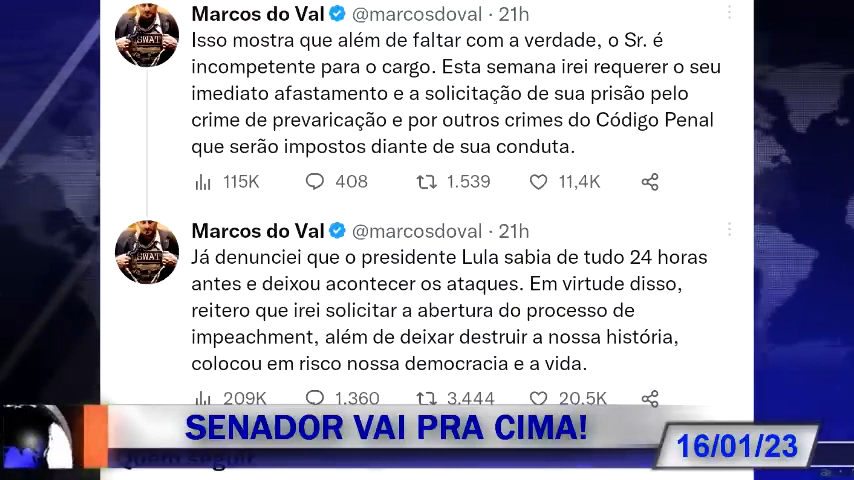 Marcos do Val @marcosdoval · 21h
Isso mostra que além de faltar com a verdade, o Sr. é
incompetente para o cargo. Esta semana irei requerer o seu
imediato afastamento e a solicitação de sua prisão pelo
crime de prevaricação e por outros crimes do Código Penal
que serão impostos diante de sua conduta.
115K 408 1.539 11,4K
SWAT
Marcos do Val @marcosdoval · 21h
Já denunciei que o presidente Lula sabia de tudo 24 horas
antes e deixou acontecer os ataques. Em virtude disso,
reitero que irei solicitar a abertura do processo de
impeachment, além de deixar destruir a nossa história,
colocou em risco nossa democracia e a vida.
SWAT
209K 1.360 3.444 20,5K
SENADOR VAI PRA CIMA!
16/01/23
Quem seguir